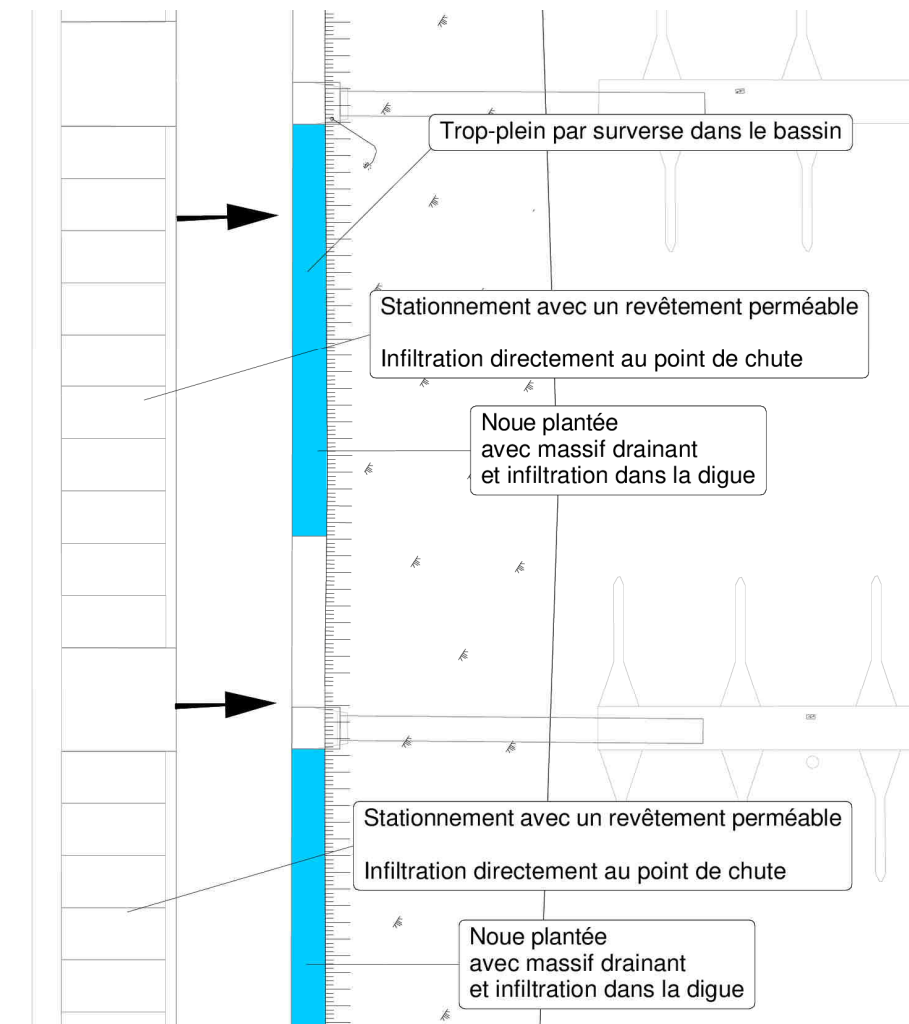 Trop-plein par surverse dans le bassin
Stationnement avec un revêtement perméable
Infiltration directement au point de chute
Noue plantée
avec massif drainant
et infiltration dans la digue
Stationnement avec un revêtement perméable
Infiltration directement au point de chute
Noue plantée
avec massif drainant
et infiltration dans la digue